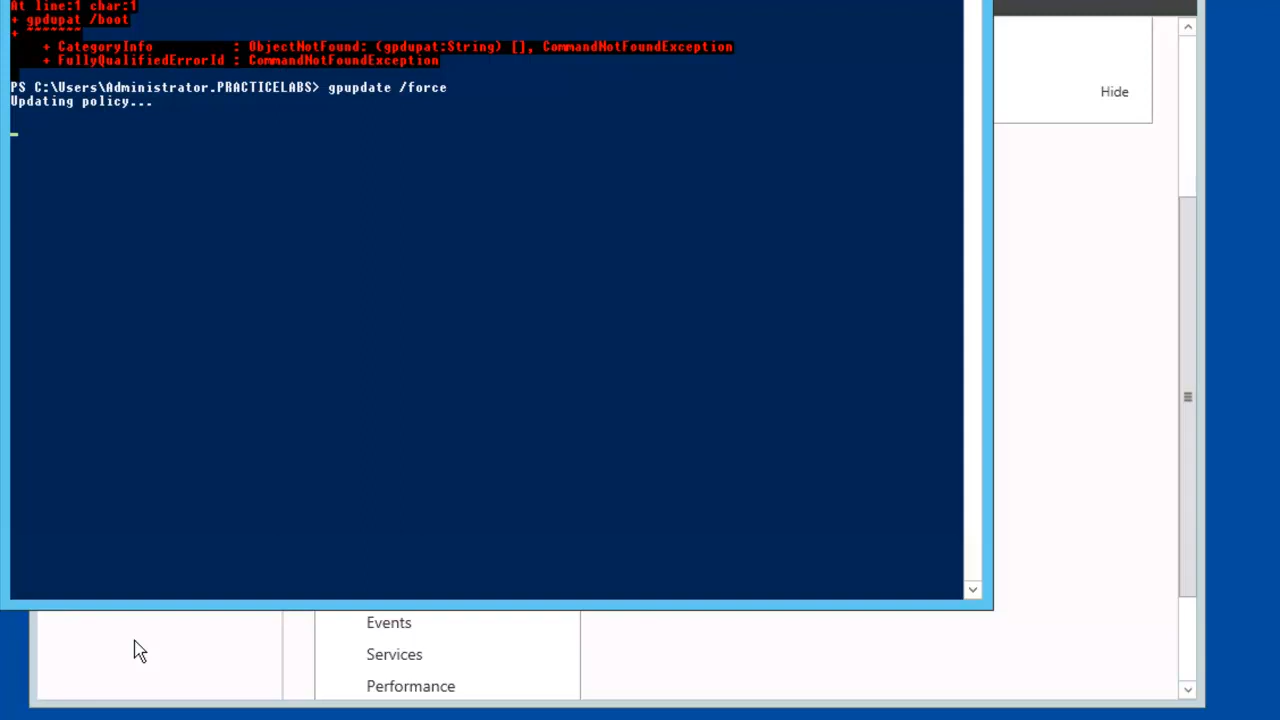 At line:1 char:1
+ gpdupat /boot
+ ~~~~~~~
    + CategoryInfo          : ObjectNotFound: (gpdupat:String) [], CommandNotFoundException
    + FullyQualifiedErrorId : CommandNotFoundException
PS C:\Users\Administrator.PRACTICELABS> gpupdate /force
Updating policy...
Hide
Events
Services
Performance